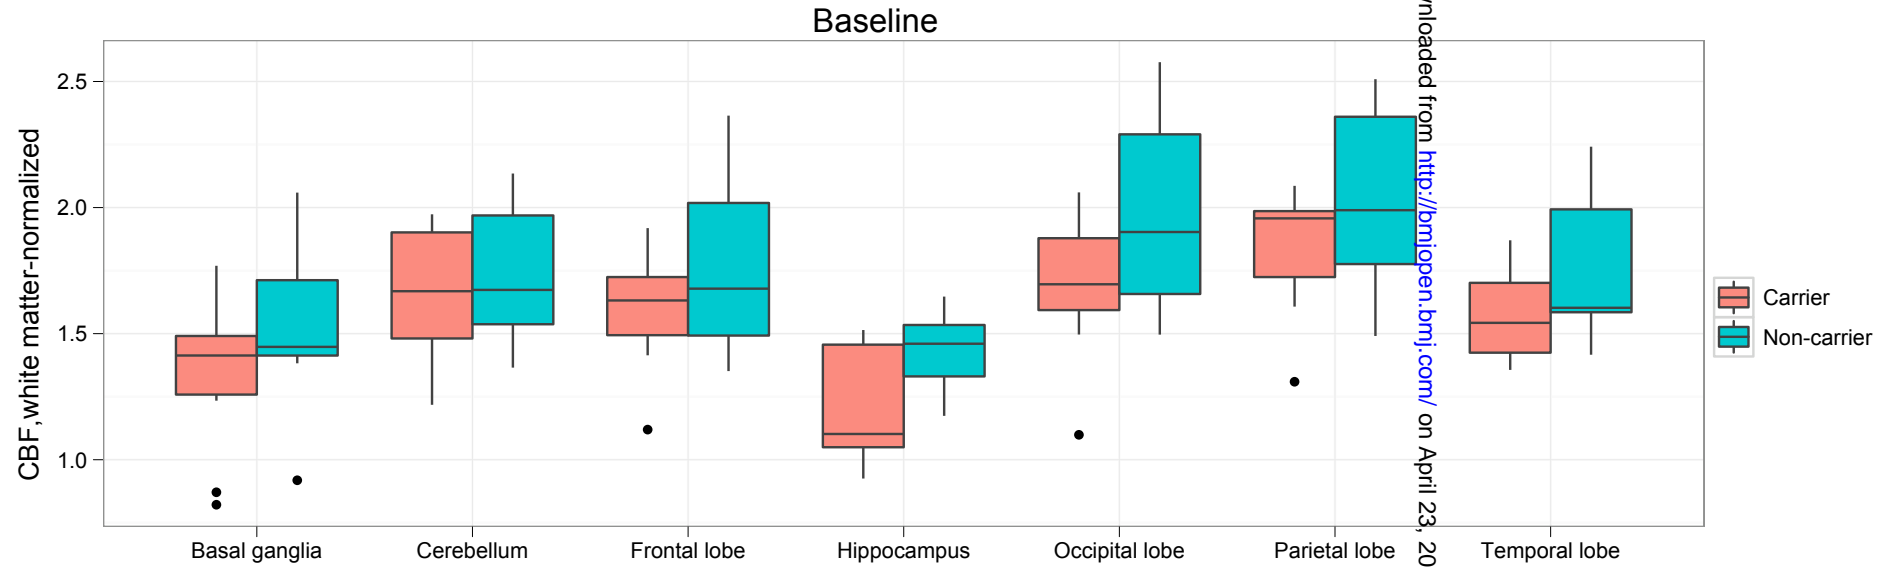 Baseline
CBF,white matter-normalized
2.5
2.0
1.5
1.0
Basal ganglia
Cerebellum
Frontal lobe
Hippocampus
Occipital lobe
Parietal lobe
Temporal lobe
Carrier
Non-carrier
from http://bmjopen.bmj.com/ on April 23, 20